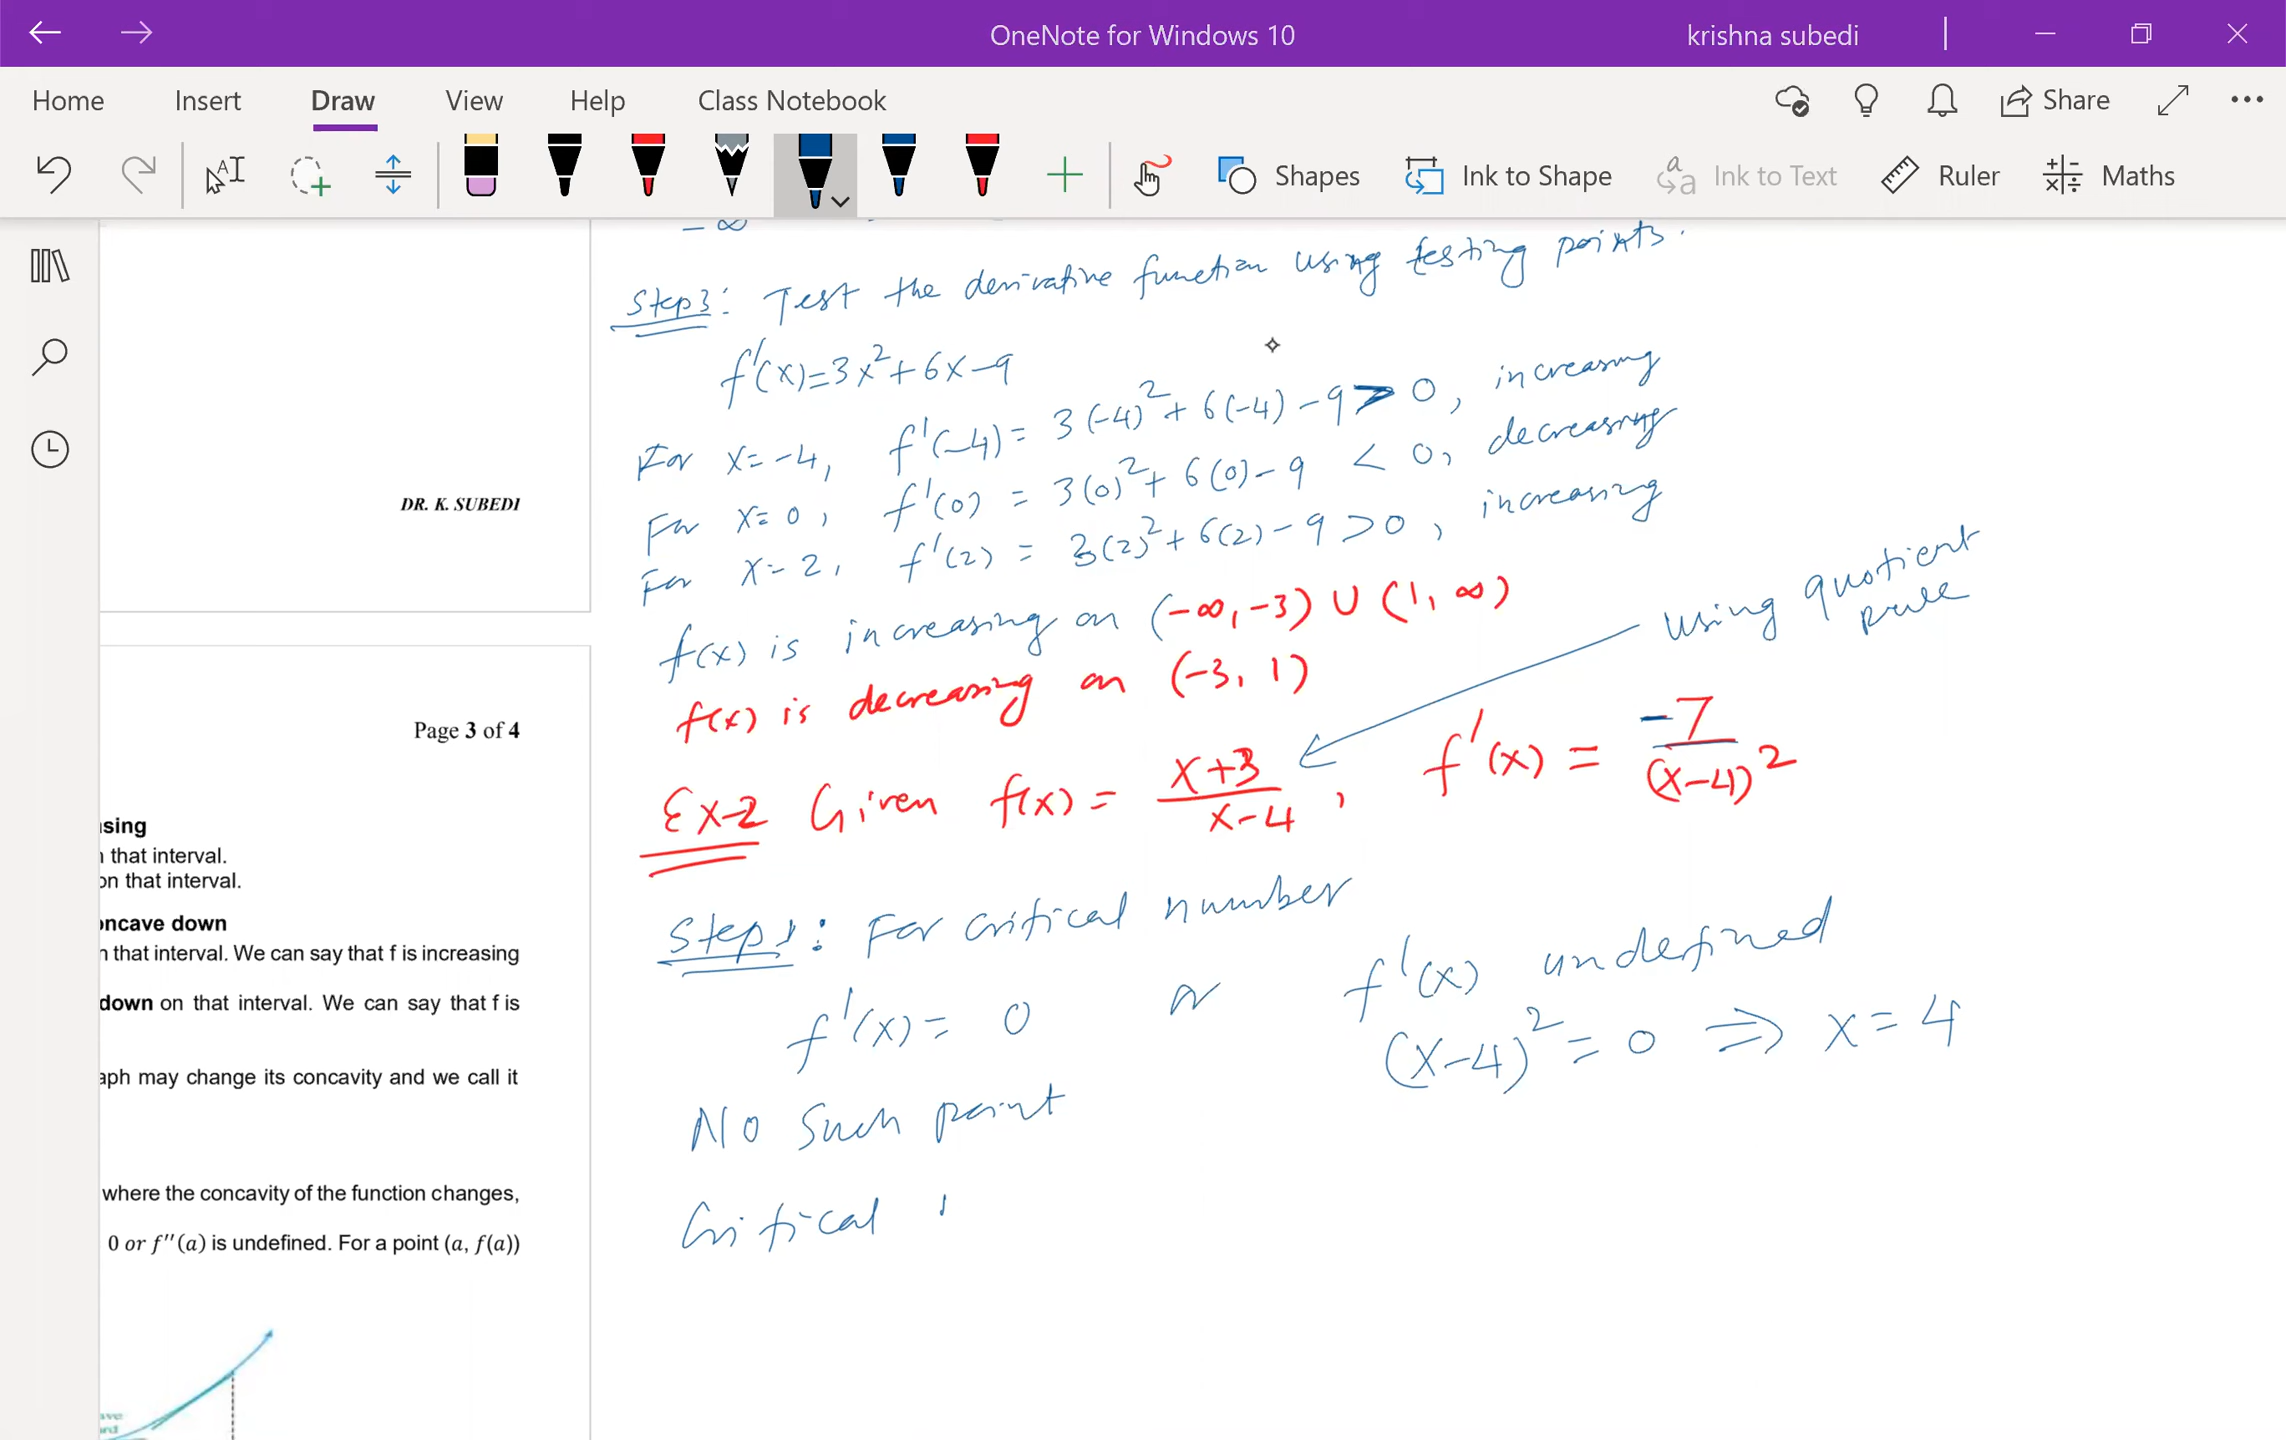 OneNote for Windows 10
krishna subedi
Home Insert Draw View Help Class Notebook
Share
Shapes Ink to Shape Ink to Text Ruler Maths
- ∞
Step3: Test the derivative function using testing points.
f'(x)=3x²+6x-9
For x=-4, f'(-4)= 3(-4)²+6(-4)-9>0, increasing
For x=0, f'(0) = 3(0)²+6(0)-9 < 0, decreasing
For x=2, f'(2) = 3(2)²+6(2)-9>0, increasing
f(x) is increasing on (-∞,-3) ∪ (1, ∞)
f(x) is decreasing on (-3, 1)
using quotient
rule
Ex-2 Given f(x) = x+3/x-4, f'(x) = -7/(x-4)²
Step1: For critical number
f'(x)= 0 or f'(x) undefined
(x-4)²=0 ⇒ x=4
No Such point
Critical
DR. K. SUBEDI
Page 3 of 4
sing
that interval.
on that interval.
oncave down
that interval. We can say that f is increasing
down on that interval. We can say that f is
aph may change its concavity and we call it
where the concavity of the function changes,
0 or f''(a) is undefined. For a point (a, f(a))